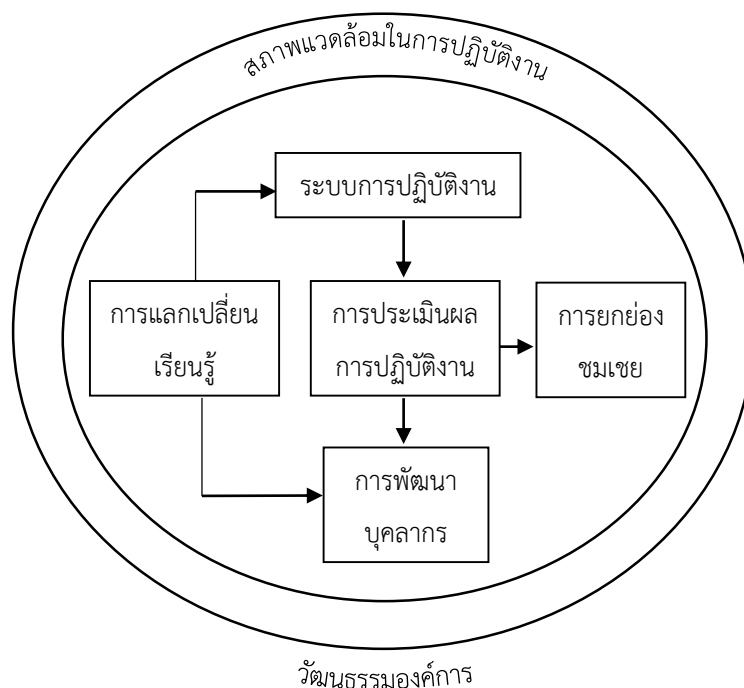 สภาพแวดล้อมในการปฏิบัติงาน
ระบบการปฏิบัติงาน
การแลกเปลี่ยน
เรียนรู้
การประเมินผล
การปฏิบัติงาน
การยกย่อง
ชมเชย
การพัฒนา
บุคลากร
วัฒนธรรมองค์การ